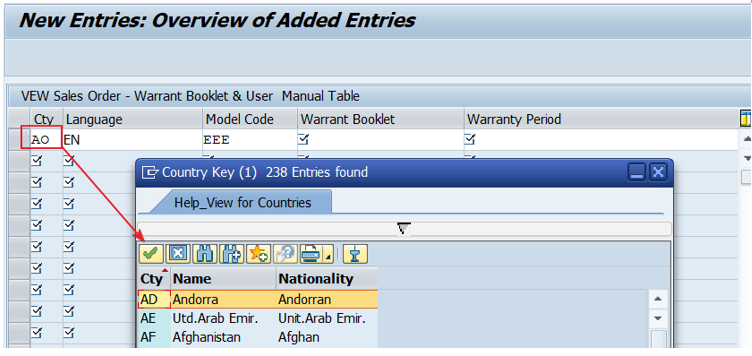 New Entries: Overview of Added Entries
VEW Sales Order - Warrant Booklet & User Manual Table
Cty Language Model Code Warrant Booklet Warranty Period
AO EN EEE
Country Key (1) 238 Entries found
Help_View for Countries
Cty Name Nationality
AD Andorra Andorran
AE Utd.Arab Emir. Unit.Arab Emir.
AF Afghanistan Afghan